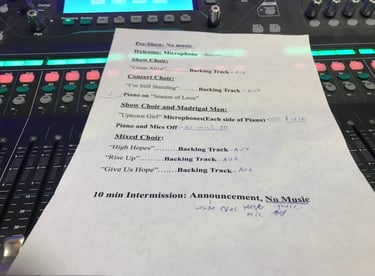 Pre-Show: No music
Welcome: Microphone
Show Choir:
"Come Alive"........Backing Track - AUX
Concert Choir:
"I'm Still Standing".........Backing Track - AUX
Piano on "Season of Love"
Show Choir and Madrigal Men:
"Uptown Girl" Microphones(Each side of Piano)
Piano and Mics Off - no mics on
Mixed Choir:
"High Hopes".........Backing Track - AUX
"Rise Up".........Backing Track - AUX
"Give Us Hope".........Backing Track - AUX
10 min Intermission: Announcement, No Music